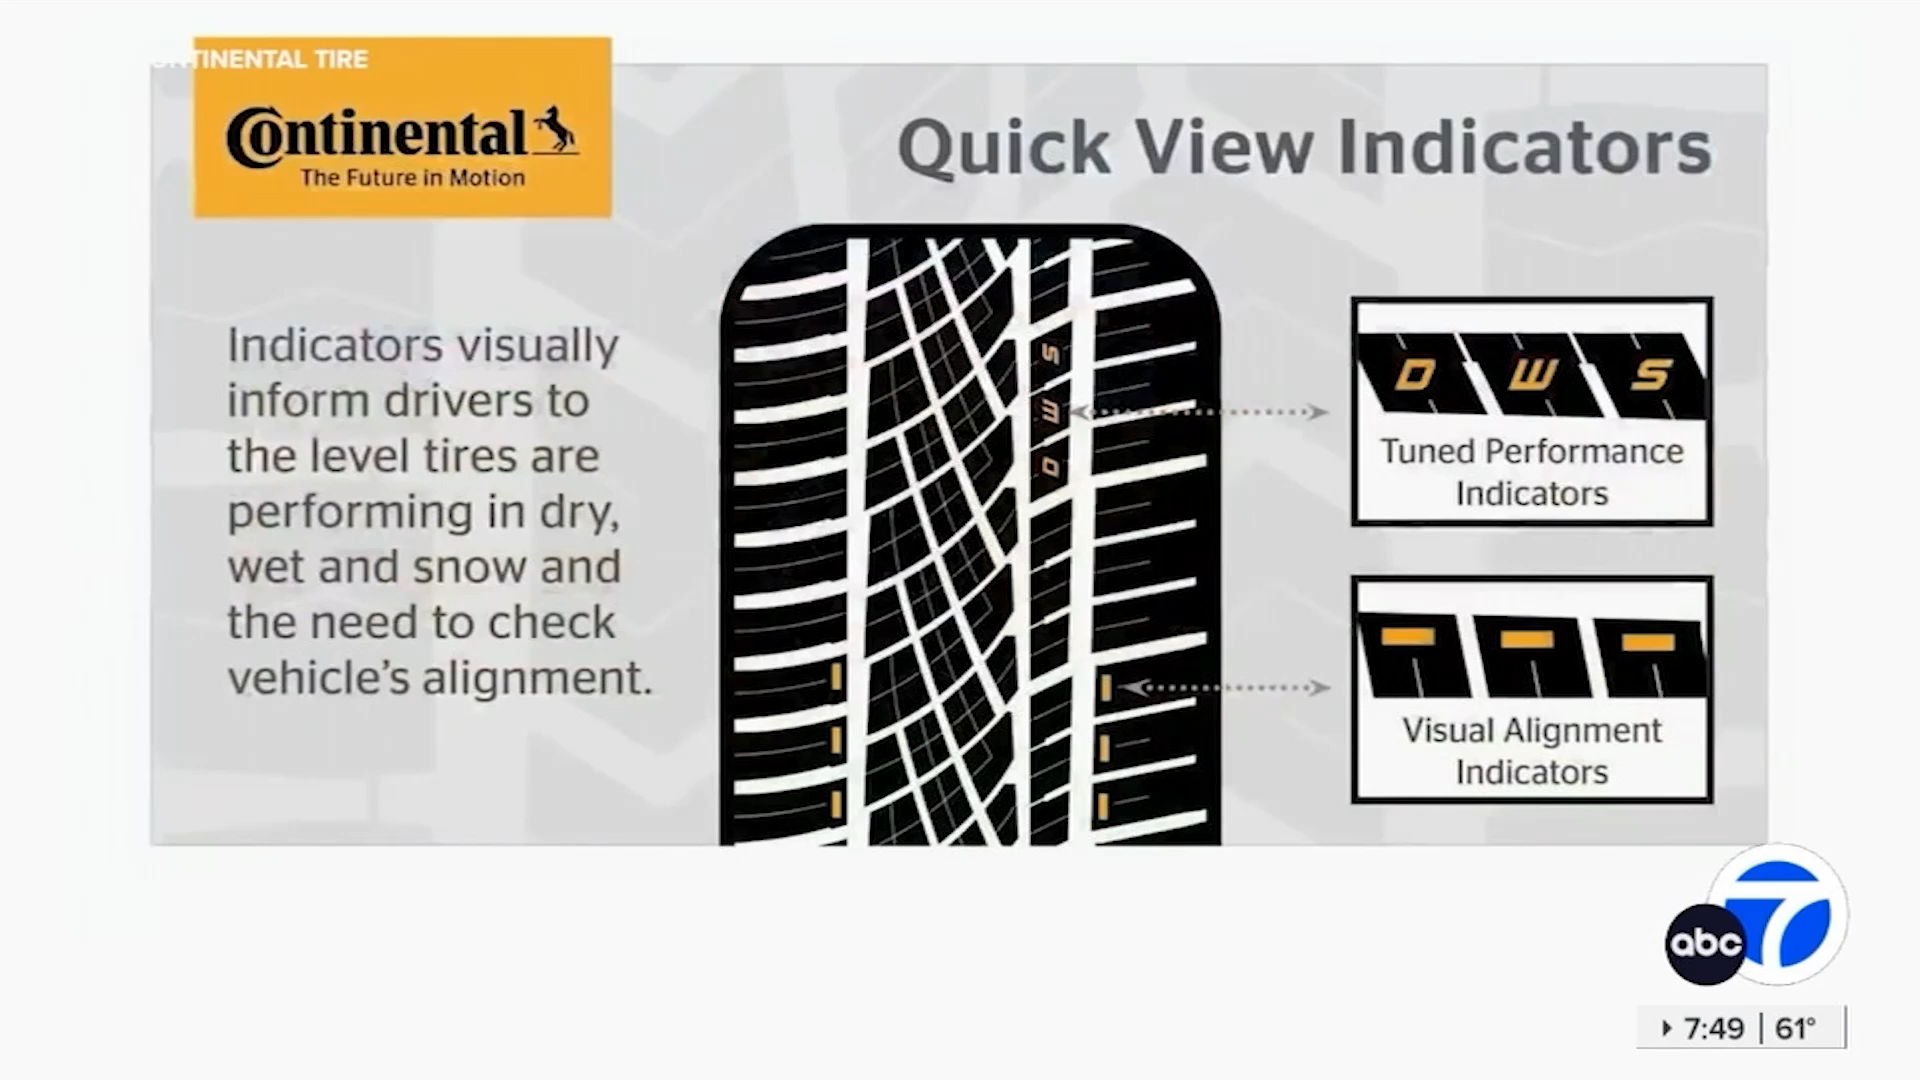 CONTINENTAL TIRE
Continental
The Future in Motion
Quick View Indicators
Indicators visually
inform drivers to
the level tires are
performing in dry,
wet and snow and
the need to check
vehicle's alignment.
S
W
D
D W S
Tuned Performance
Indicators
Visual Alignment
Indicators
abc 7
7:49 | 61°